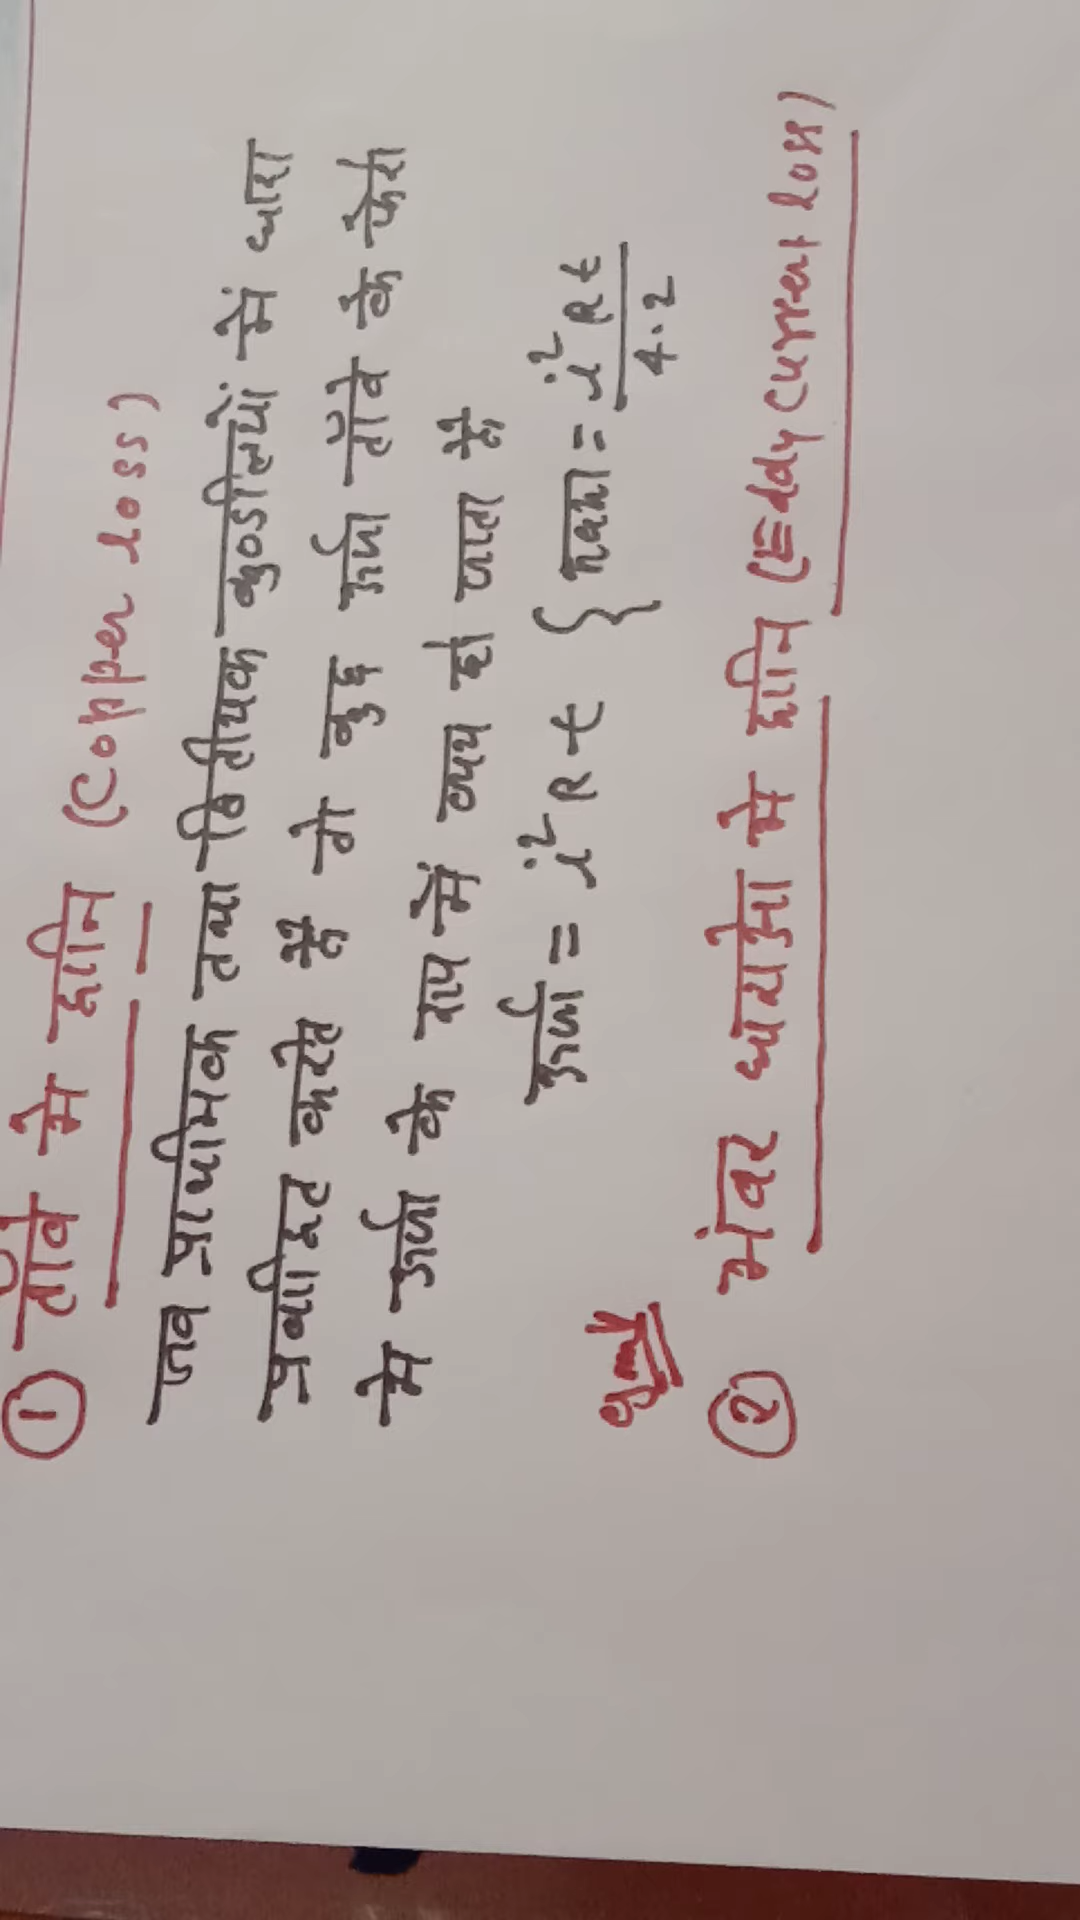 ① ताँबे मे हानि (Copper loss)
जब प्राथमिक तथा द्वितीयक कुण्डलियों में धारा
प्रवाहित करते है तो कुछ ऊर्जा ताँबे के फेरो
मे ऊर्जा के रूप में व्यय हो जाता है
ऊर्जा = i²Rt { ऊष्मा = i²Rt / 4.2
② भंवर धाराओ मे हानि (Eddy current loss)